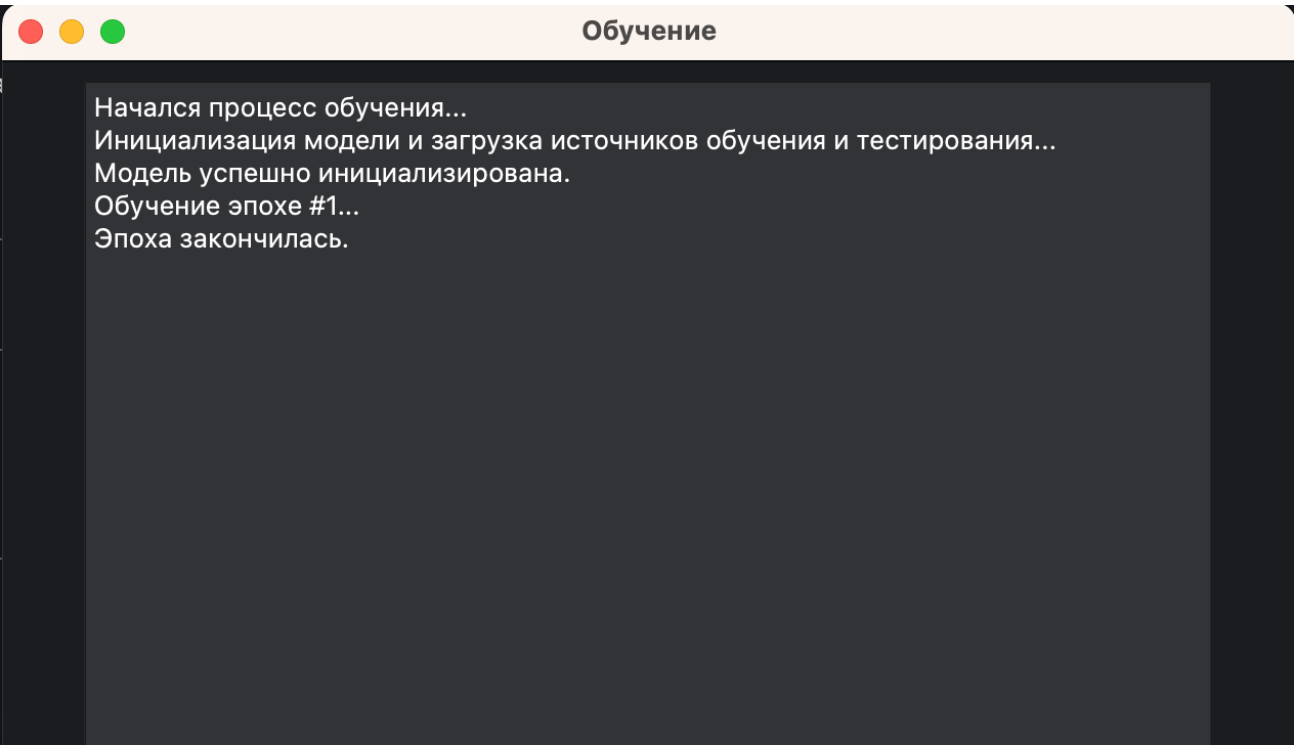 Обучение
Начался процесс обучения...
Инициализация модели и загрузка источников обучения и тестирования...
Модель успешно инициализирована.
Обучение эпохе #1...
Эпоха закончилась.